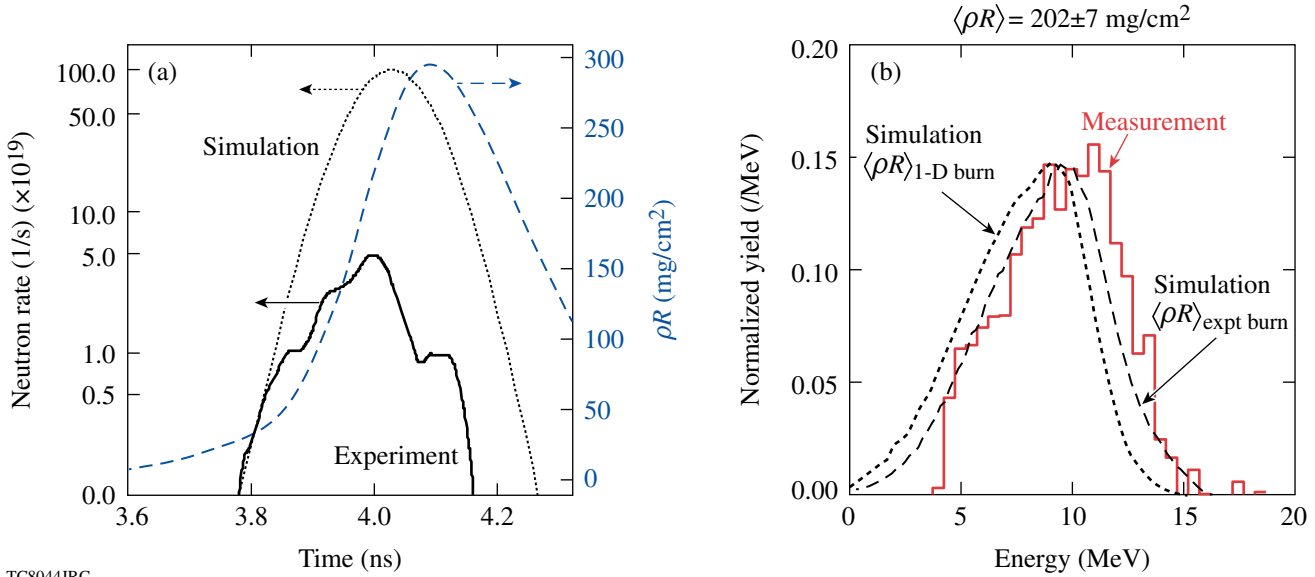 ⟨ρR⟩ = 202±7 mg/cm²
(a)
Neutron rate (1/s) (×10¹⁹)
100.0
50.0
10.0
5.0
1.0
0.5
0.0
Simulation
Experiment
300
250
200
150
100
50
0
ρR (mg/cm²)
3.6
3.8
4.0
4.2
Time (ns)
(b)
Normalized yield (/MeV)
0.20
0.15
0.10
0.05
0.00
Simulation
⟨ρR⟩1-D burn
Measurement
Simulation
⟨ρR⟩expt burn
0
5
10
15
20
Energy (MeV)